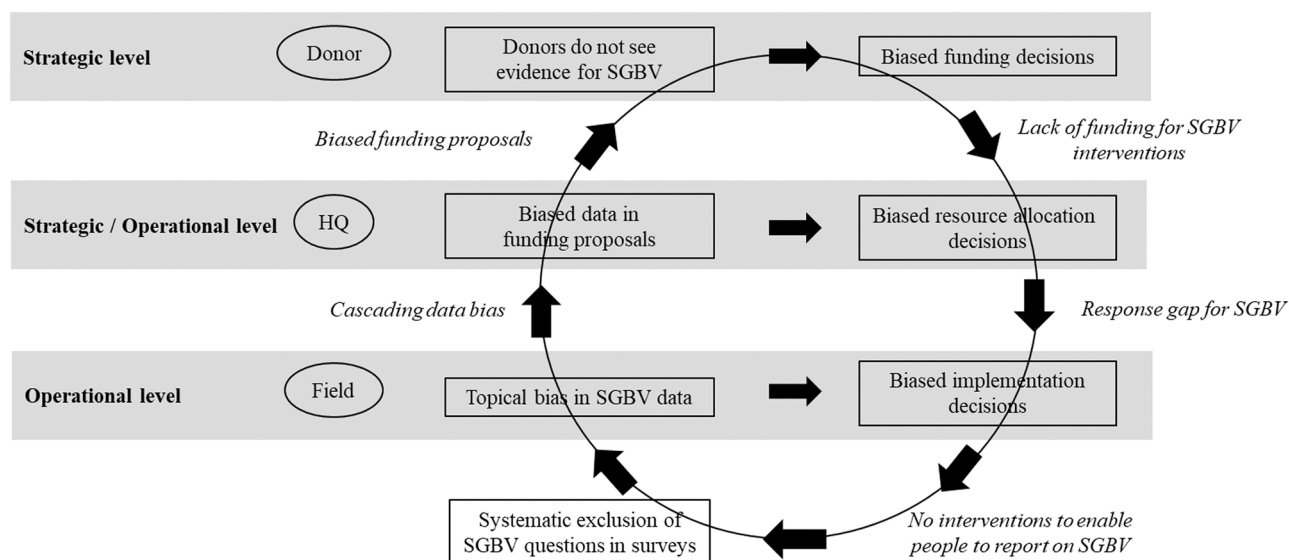 Strategic level
Donor
Donors do not see
evidence for SGBV
Biased funding decisions
Biased funding proposals
Lack of funding for SGBV
interventions
Strategic / Operational level
HQ
Biased data in
funding proposals
Biased resource allocation
decisions
Cascading data bias
Response gap for SGBV
Operational level
Field
Topical bias in SGBV data
Biased implementation
decisions
Systematic exclusion of
SGBV questions in surveys
No interventions to enable
people to report on SGBV